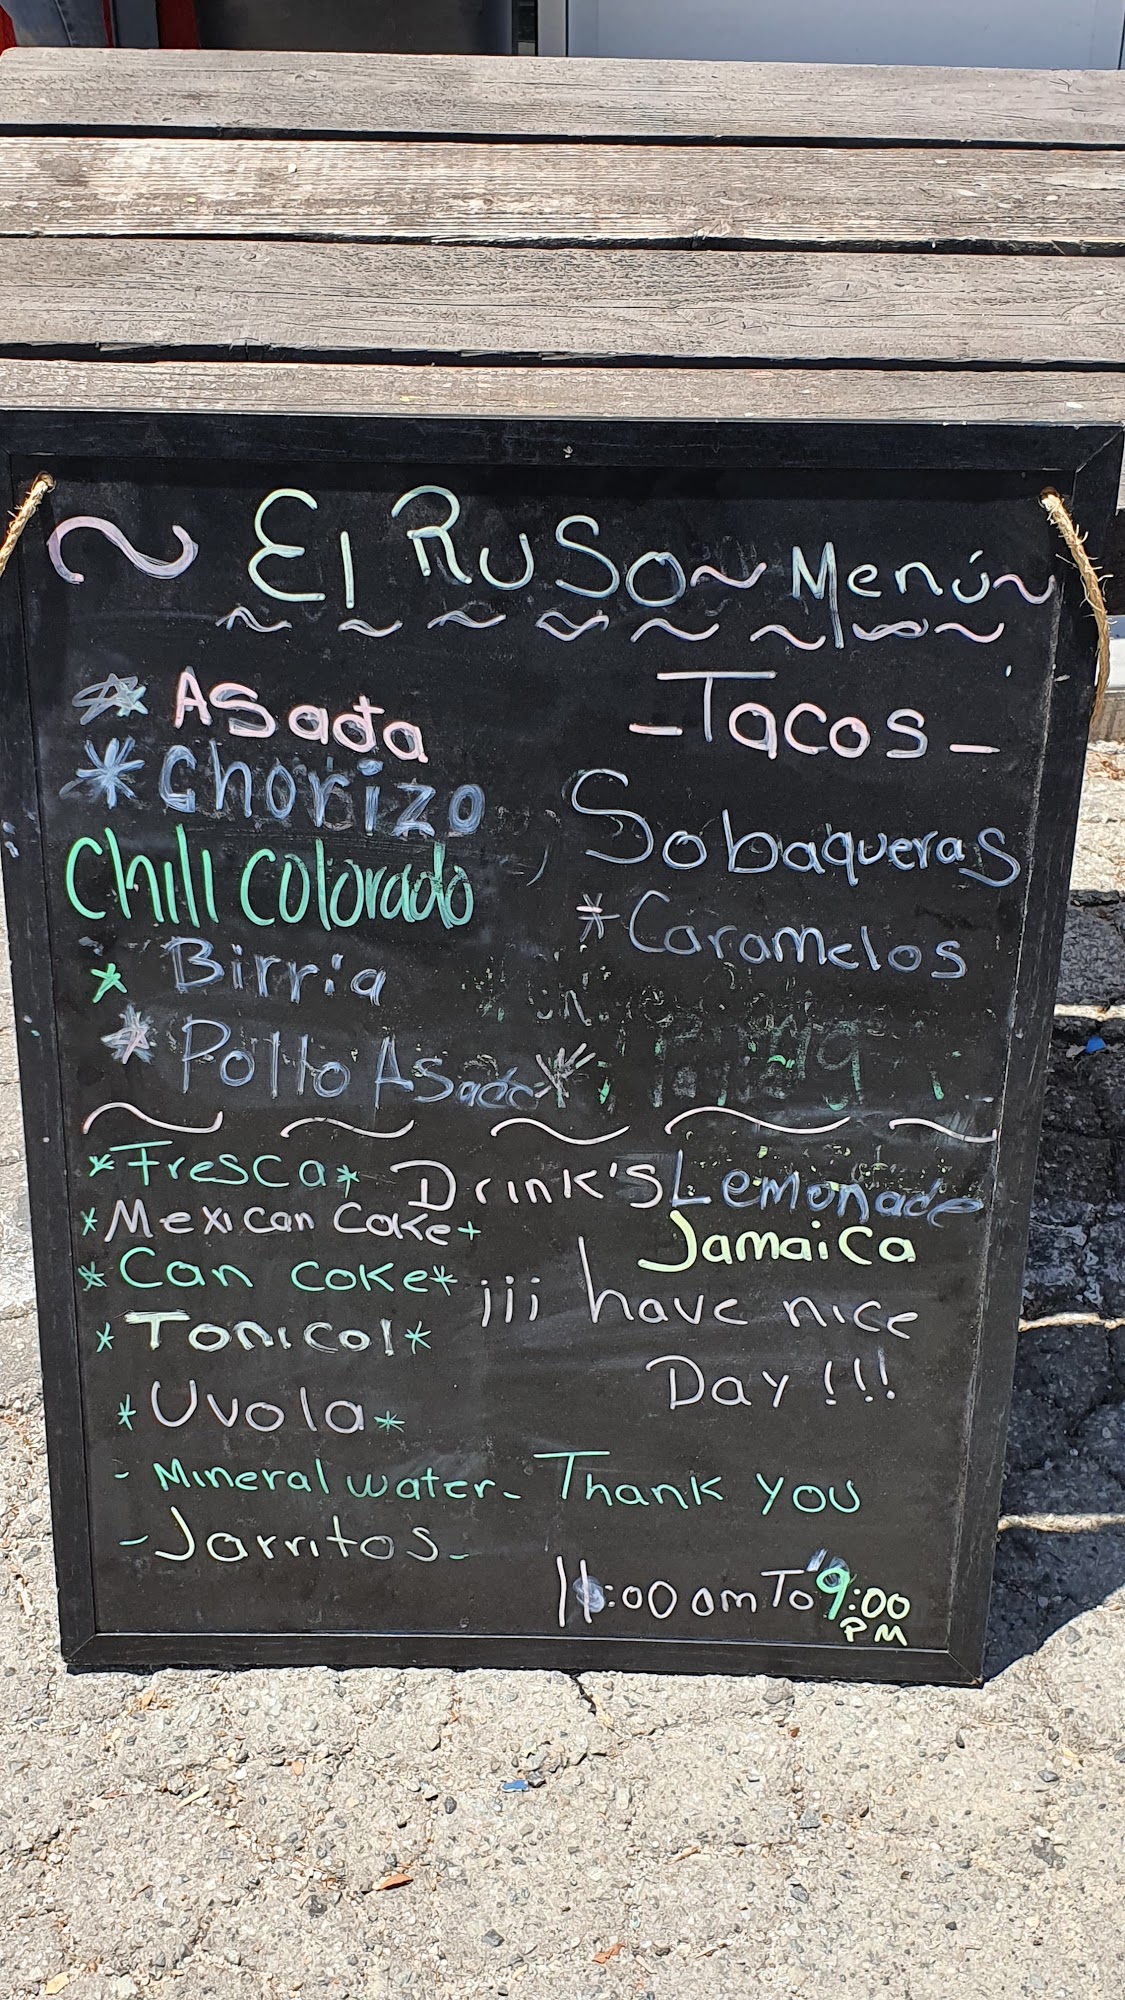 ~ El RuSo ~ Menú ~
* ASada
* Chorizo
Chili Colorado
* Birria
* Pollo ASado
- Tacos -
Sobaqueras
* Caramelos
Drink's
* Fresca *
* Mexican Coke +
* Can Coke *
* Tonicol *
* Uvola *
- Mineral water -
- Jarritos -
Lemonade
Jamaica
¡¡¡ have nice
Day !!!
Thank you
11:00 am To 9:00
PM